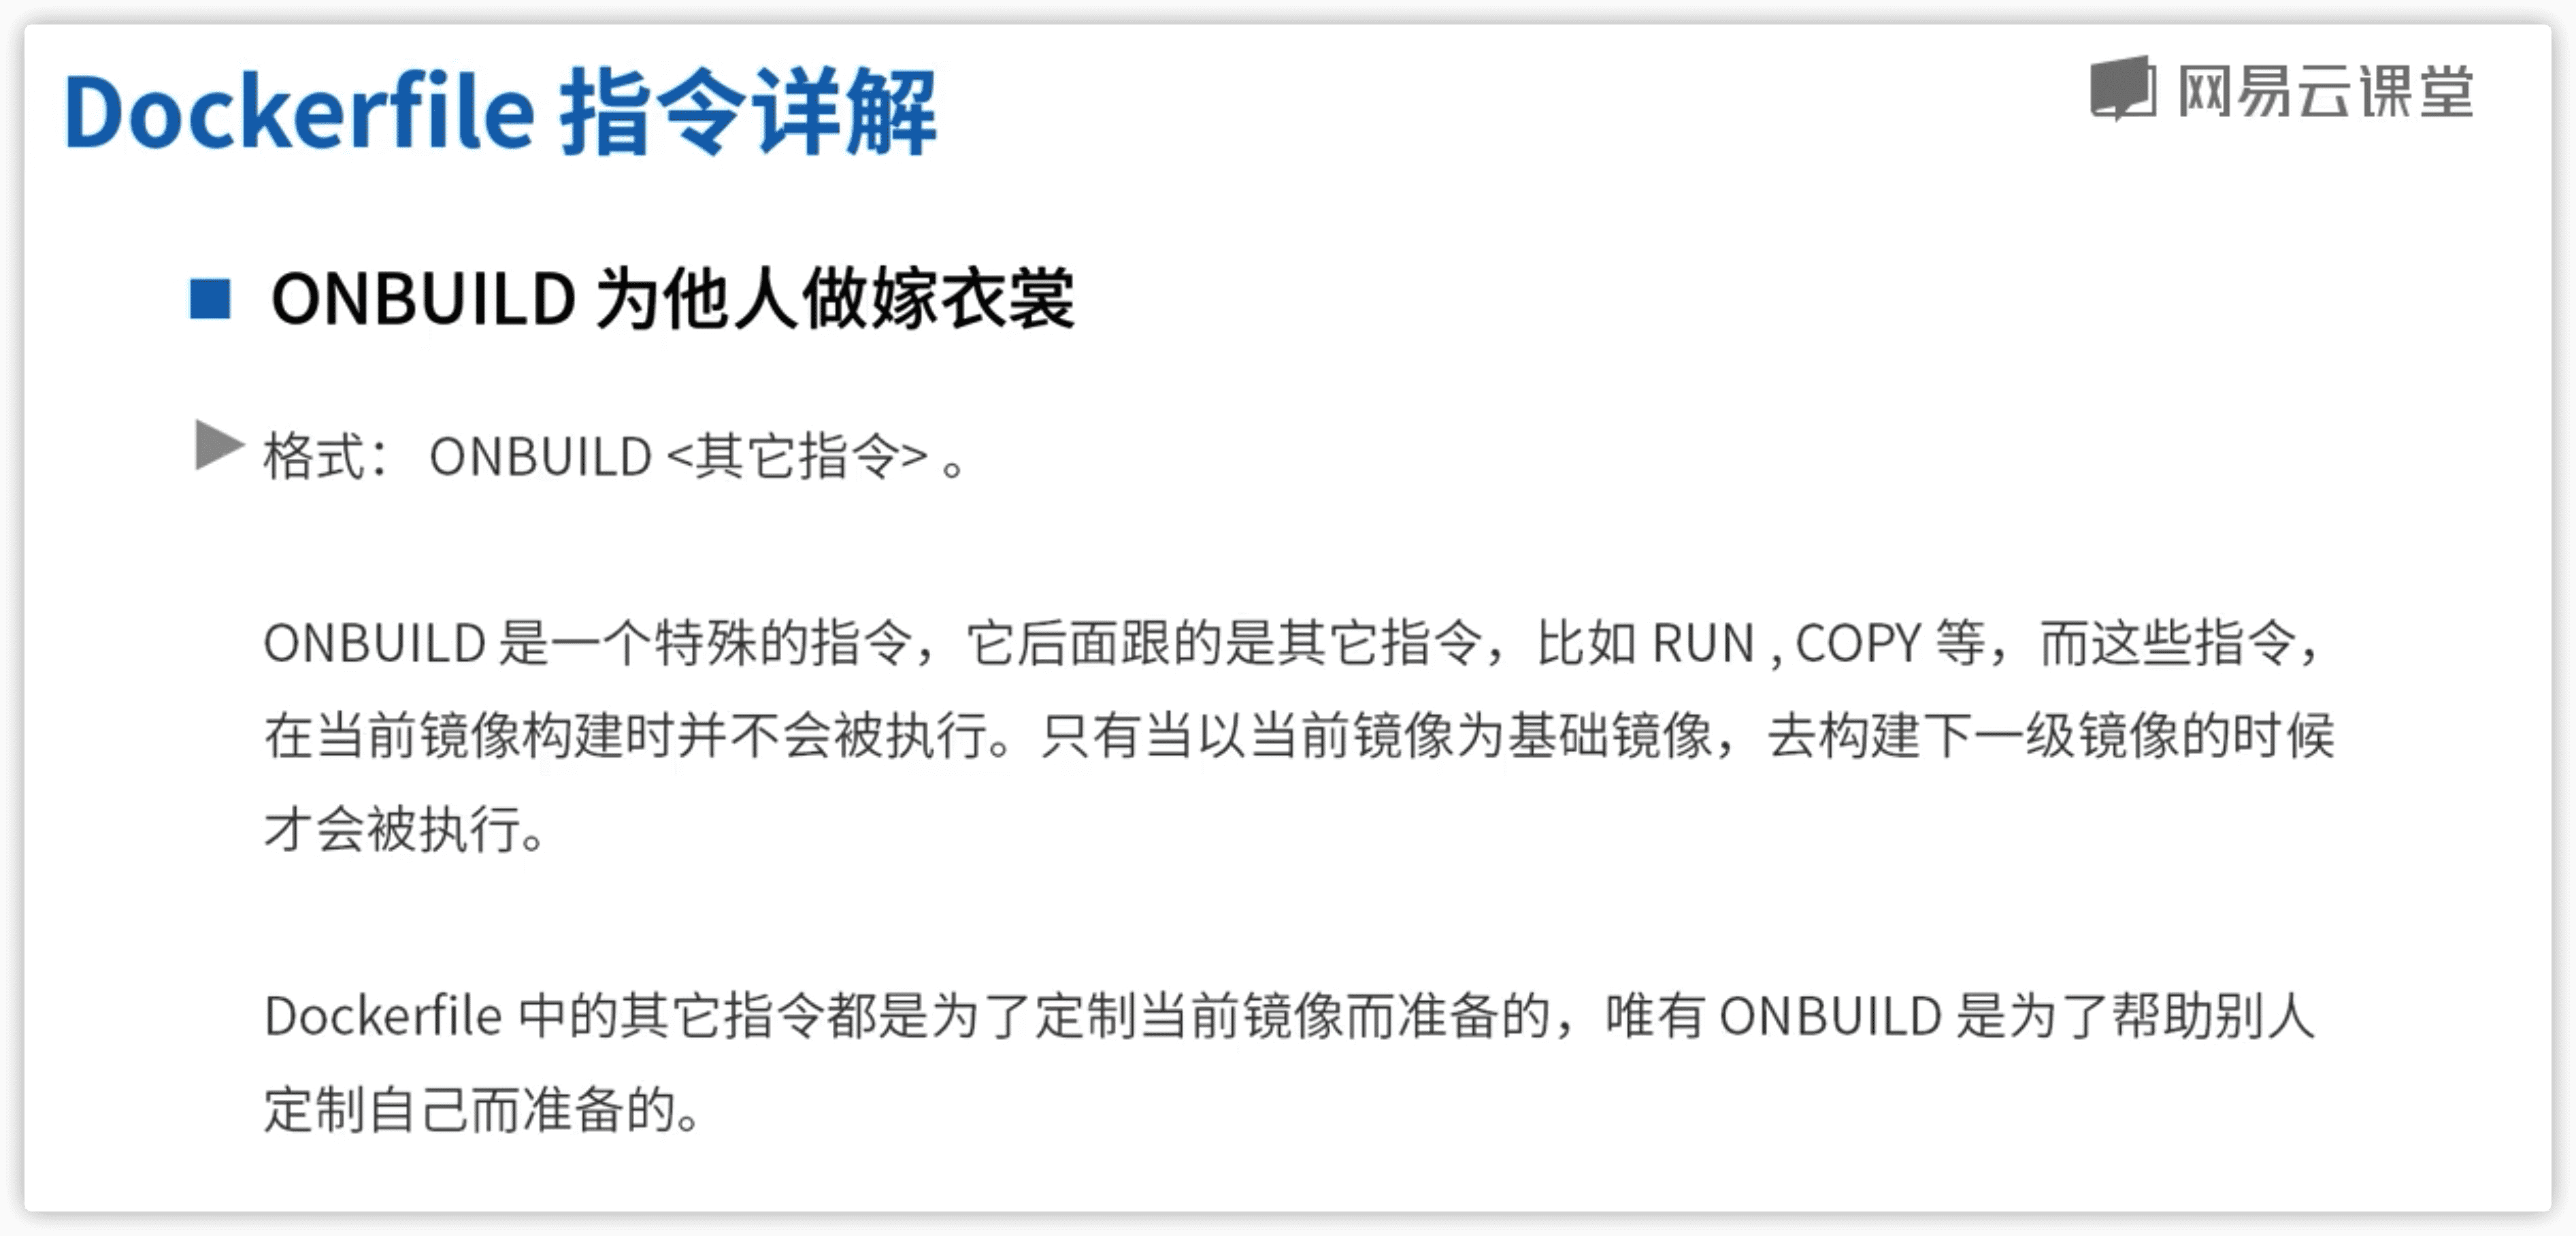 Dockerfile 指令详解
网易云课堂
ONBUILD 为他人做嫁衣裳
格式： ONBUILD <其它指令> 。
ONBUILD 是一个特殊的指令，它后面跟的是其它指令，比如 RUN , COPY 等，而这些指令，
在当前镜像构建时并不会被执行。只有当以当前镜像为基础镜像，去构建下一级镜像的时候
才会被执行。
Dockerfile 中的其它指令都是为了定制当前镜像而准备的，唯有 ONBUILD 是为了帮助别人
定制自己而准备的。